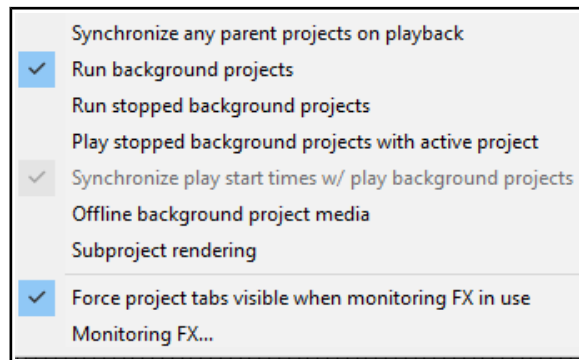 Synchronize any parent projects on playback
Run background projects
Run stopped background projects
Play stopped background projects with active project
Synchronize play start times w/ play background projects
Offline background project media
Subproject rendering
Force project tabs visible when monitoring FX in use
Monitoring FX...